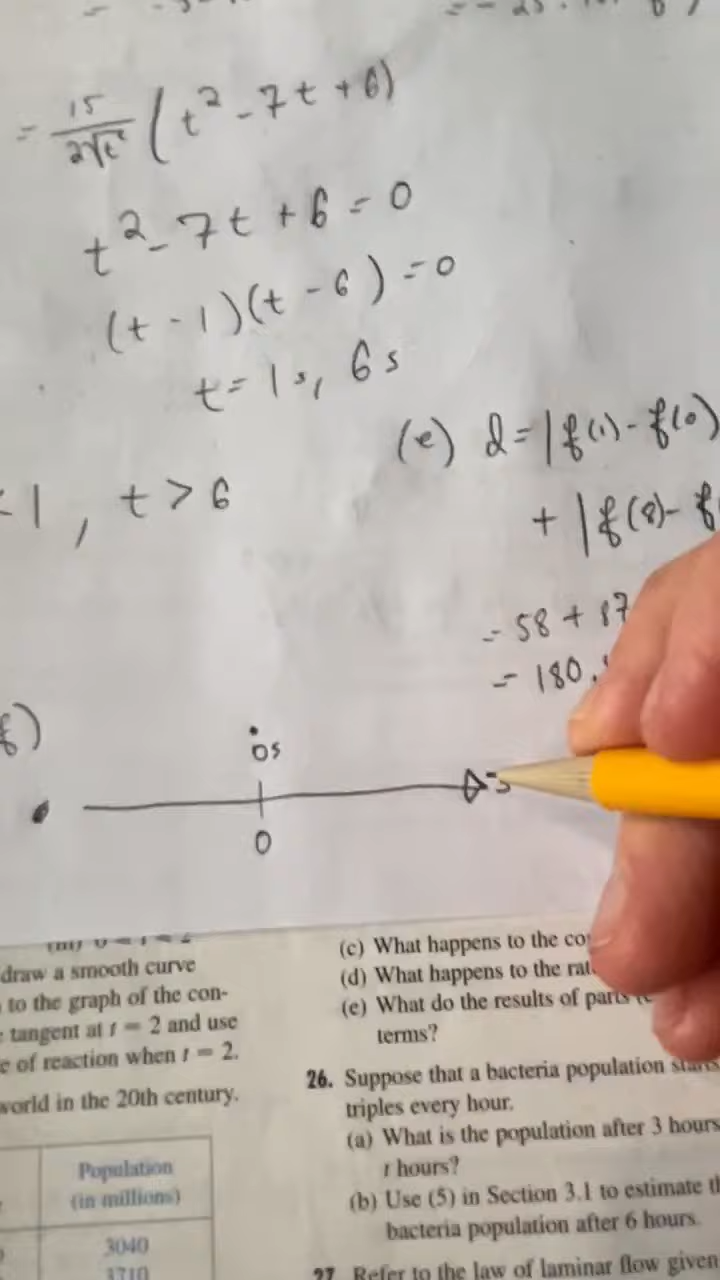 = 15/(2√t) (t² - 7t + 6)
t² - 7t + 6 = 0
(t - 1)(t - 6) = 0
t = 1s, 6s
(e) d = |f(1) - f(0)
< 1, t > 6
+ |f(8) - f
= 58 + 87
= 180.
f)
0s
s
0
draw a smooth curve
to the graph of the con-
tangent at t = 2 and use
e of reaction when t = 2.
world in the 20th century.
Population
(in millions)
3040
3710
(c) What happens to the
(d) What happens to the
(e) What do the results of parts
terms?
26. Suppose that a bacteria population starts
triples every hour.
(a) What is the population after 3 hours
t hours?
(b) Use (5) in Section 3.1 to estimate
bacteria population after 6 hours.
27. Refer to the law of laminar flow given